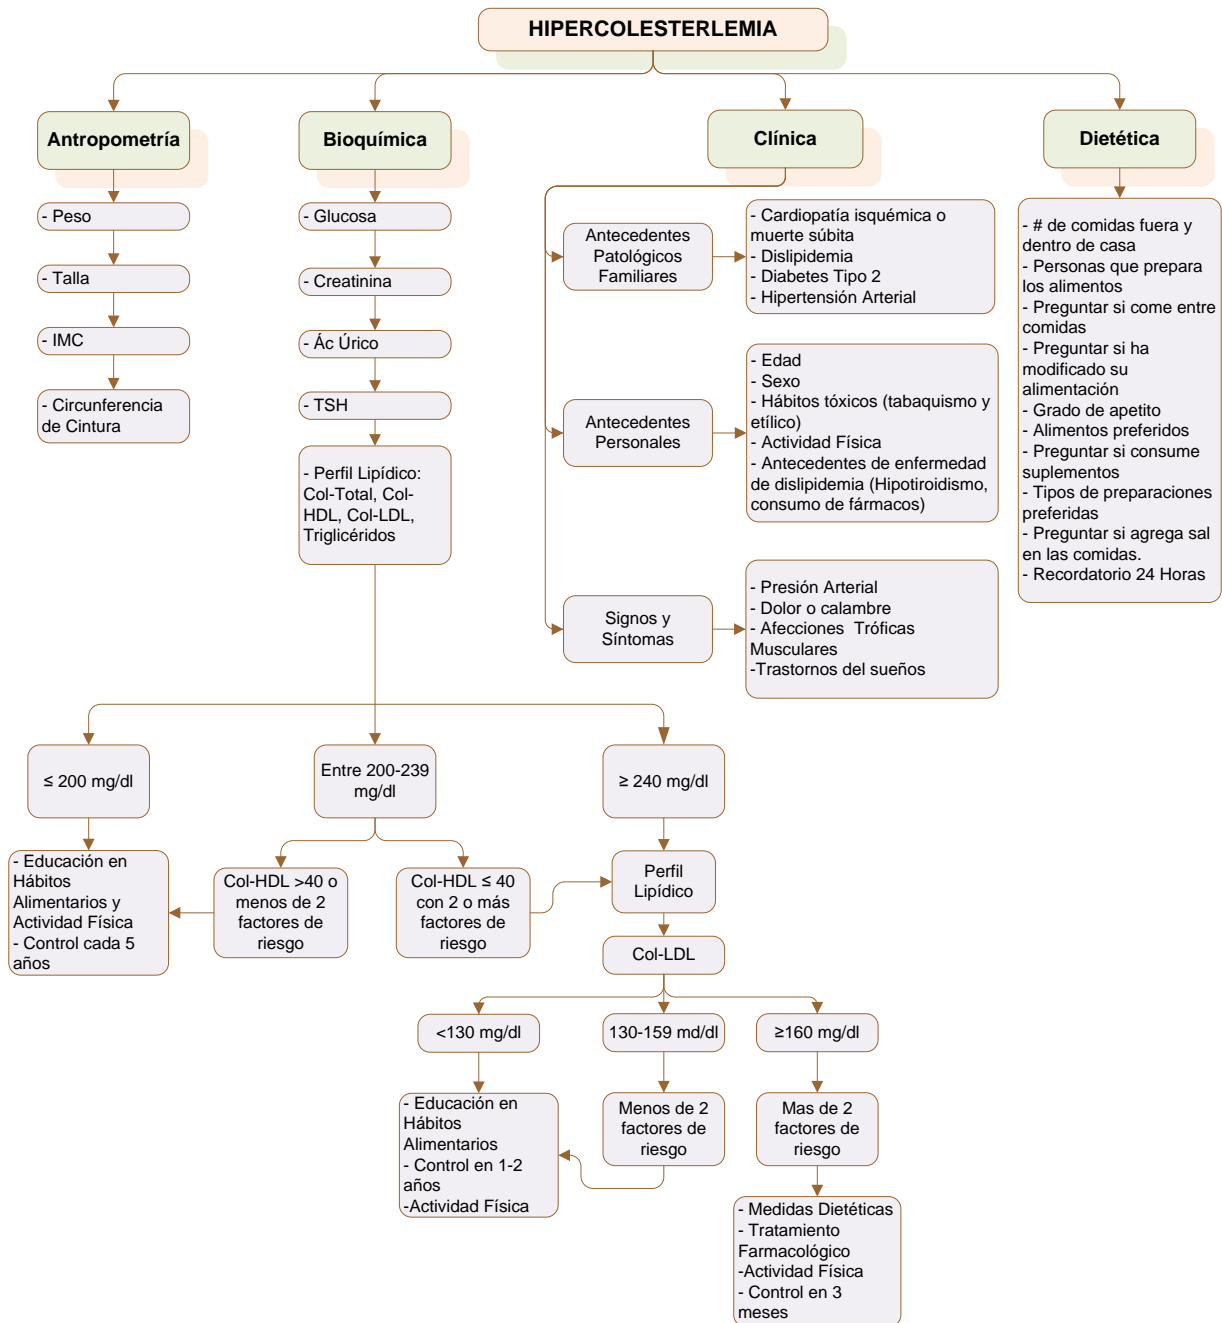 HIPERCOLESTERLEMIA
Antropometría
Bioquímica
Clínica
Dietética
- Peso
- Talla
- IMC
- Circunferencia
de Cintura
- Glucosa
- Creatinina
- Ác Úrico
- TSH
- Perfil Lipídico:
Col-Total, Col-
HDL, Col-LDL,
Triglicéridos
Antecedentes
Patológicos
Familiares
- Cardiopatía isquémica o
muerte súbita
- Dislipidemia
- Diabetes Tipo 2
- Hipertensión Arterial
Antecedentes
Personales
- Edad
- Sexo
- Hábitos tóxicos (tabaquismo y
etílico)
- Actividad Física
- Antecedentes de enfermedad
de dislipidemia (Hipotiroidismo,
consumo de fármacos)
Signos y
Síntomas
- Presión Arterial
- Dolor o calambre
- Afecciones Tróficas
Musculares
-Trastornos del sueños
- # de comidas fuera y
dentro de casa
- Personas que prepara
los alimentos
- Preguntar si come entre
comidas
- Preguntar si ha
modificado su
alimentación
- Grado de apetito
- Alimentos preferidos
- Preguntar si consume
suplementos
- Tipos de preparaciones
preferidas
- Preguntar si agrega sal
en las comidas.
- Recordatorio 24 Horas
≤ 200 mg/dl
Entre 200-239
mg/dl
≥ 240 mg/dl
- Educación en
Hábitos
Alimentarios y
Actividad Física
- Control cada 5
años
Col-HDL >40 o
menos de 2
factores de
riesgo
Col-HDL ≤ 40
con 2 o más
factores de
riesgo
Perfil
Lipídico
Col-LDL
<130 mg/dl
130-159 md/dl
≥160 mg/dl
- Educación en
Hábitos
Alimentarios
- Control en 1-2
años
-Actividad Física
Menos de 2
factores de
riesgo
Mas de 2
factores de
riesgo
- Medidas Dietéticas
- Tratamiento
Farmacológico
-Actividad Física
- Control en 3
meses